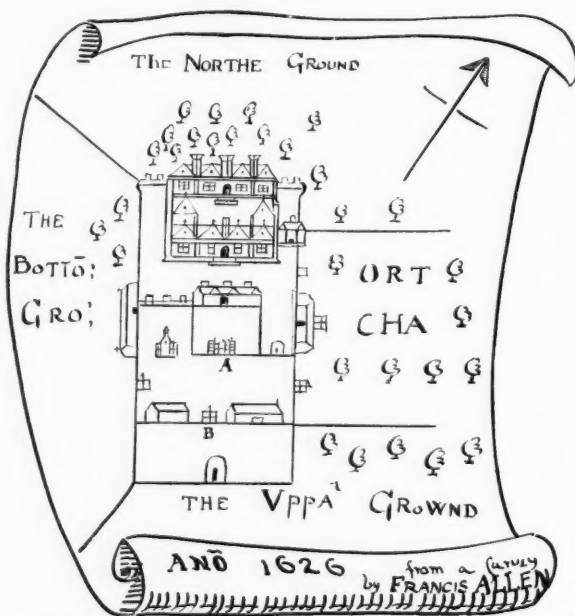 The NORTHE GROUND
THE
BOTTŌ:
GRO:
ORT
CHA
A
B
THE VPPAʳ GROWND
ANŌ 1626
from a Survey
by FRANCIS ALLEN